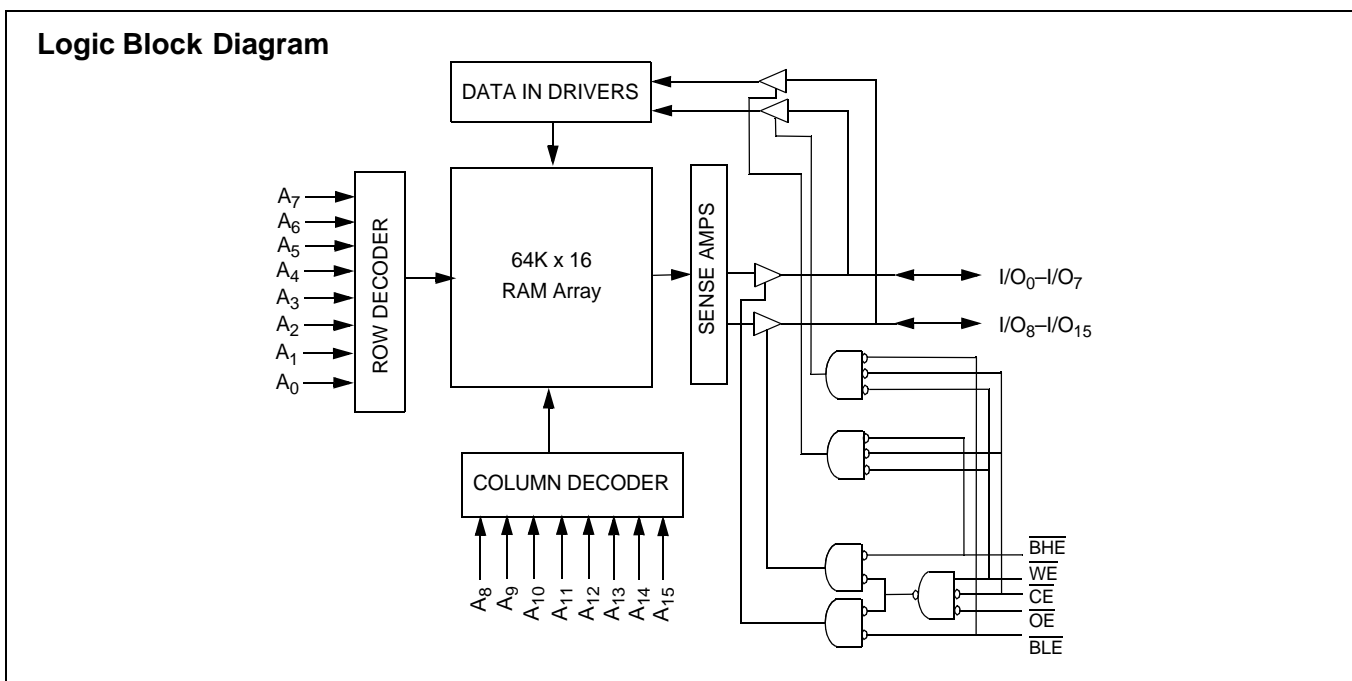 Logic Block Diagram
DATA IN DRIVERS
A7
A6
A5
A4
A3
A2
A1
A0
ROW DECODER
64K x 16
RAM Array
SENSE AMPS
I/O0–I/O7
I/O8–I/O15
COLUMN DECODER
A8
A9
A10
A11
A12
A13
A14
A15
BHE
WE
CE
OE
BLE